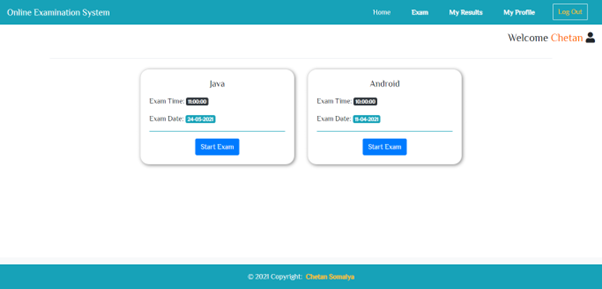 Online Examination System Home Exam My Results My Profile Log Out
Welcome Chetan
Java Android
Exam Time: 11:00:00 Exam Time: 10:00:00
Exam Date: 24-05-2021 Exam Date: 11-04-2021
Start Exam Start Exam
© 2021 Copyright: Chetan Somaiya